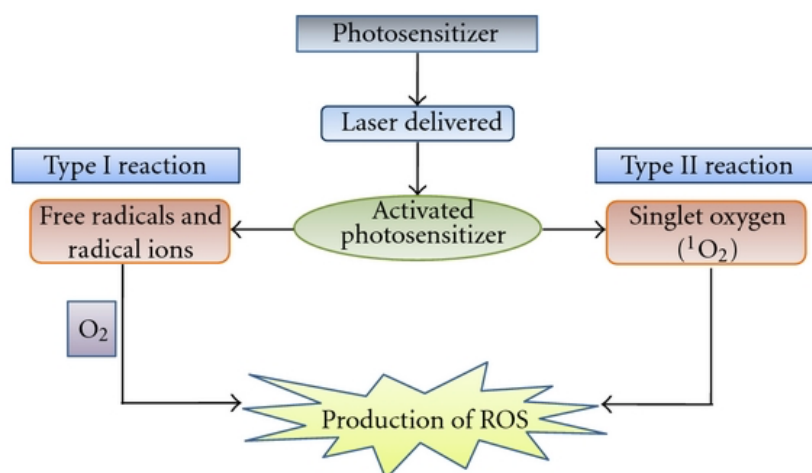 Photosensitizer
Laser delivered
Type I reaction
Type II reaction
Free radicals and
radical ions
Activated
photosensitizer
Singlet oxygen
(¹O₂)
O₂
Production of ROS